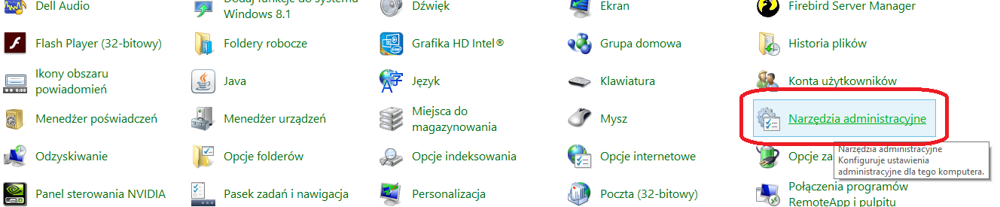 Dell Audio
Dodaj funkcje do systemu
Windows 8.1
Dźwięk
Ekran
Firebird Server Manager
Flash Player (32-bitowy)
Foldery robocze
Grafika HD Intel®
Grupa domowa
Historia plików
Ikony obszaru
powiadomień
Java
Język
Klawiatura
Konta użytkowników
Menedżer poświadczeń
Menedżer urządzeń
Miejsca do
magazynowania
Mysz
Narzędzia administracyjne
Odzyskiwanie
Opcje folderów
Opcje indeksowania
Opcje internetowe
Opcje za
Narzędzia administracyjne
Konfiguruje ustawienia
administracyjne dla tego komputera.
Panel sterowania NVIDIA
Pasek zadań i nawigacja
Personalizacja
Poczta (32-bitowy)
Połączenia programów
RemoteApp i pulpitu